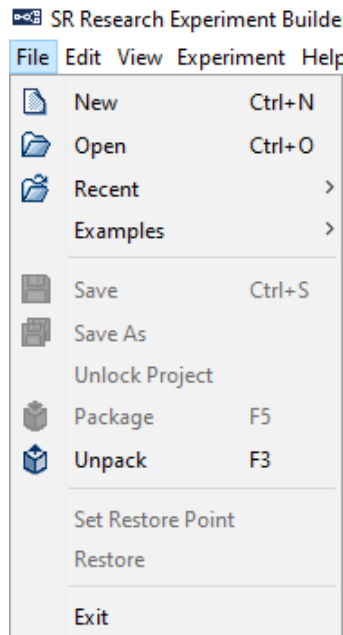 SR Research Experiment Builde
File Edit View Experiment Help
New Ctrl+N
Open Ctrl+O
Recent >
Examples >
Save Ctrl+S
Save As
Unlock Project
Package F5
Unpack F3
Set Restore Point
Restore
Exit